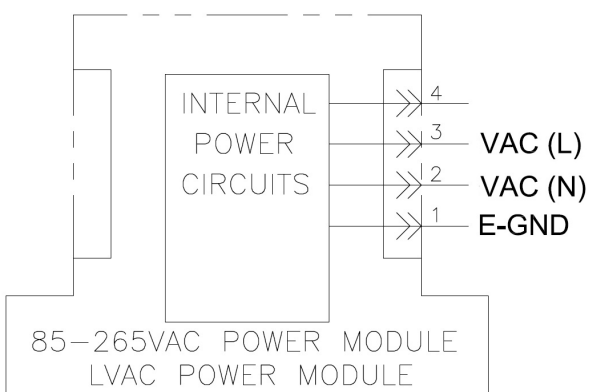 INTERNAL
POWER
CIRCUITS
4
3 VAC (L)
2 VAC (N)
1 E-GND
85-265VAC POWER MODULE
LVAC POWER MODULE